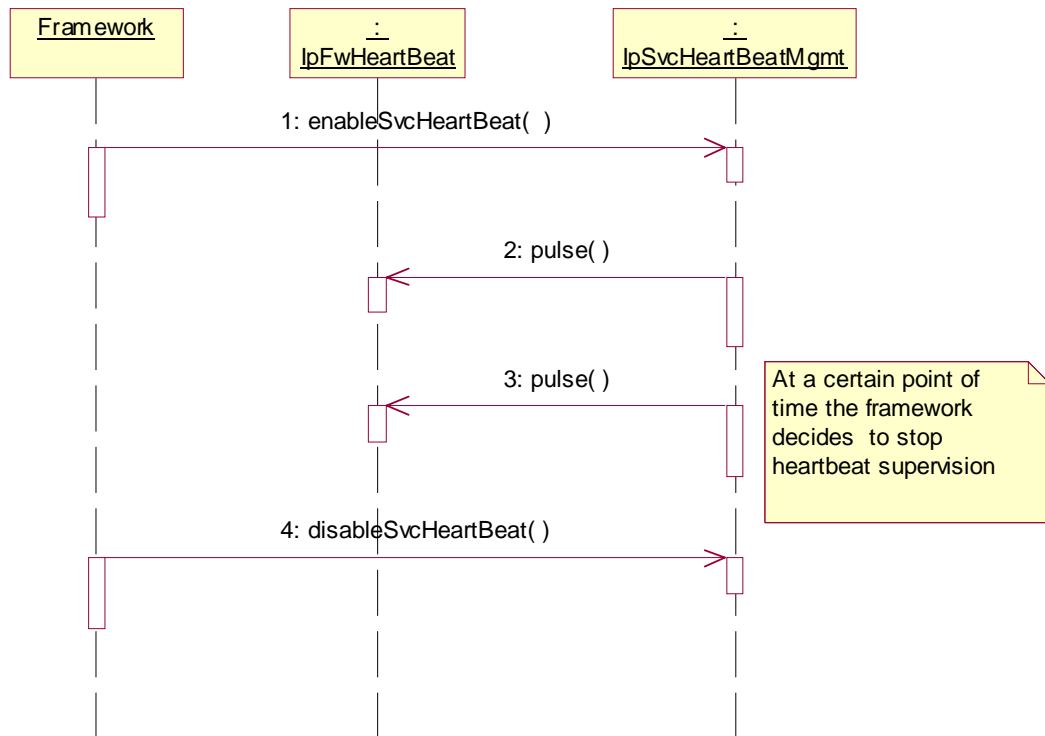 Framework
:
IpFwHeartBeat
:
IpSvcHeartBeatMgmt
1: enableSvcHeartBeat( )
2: pulse( )
3: pulse( )
At a certain point of
time the framework
decides to stop
heartbeat supervision
4: disableSvcHeartBeat( )